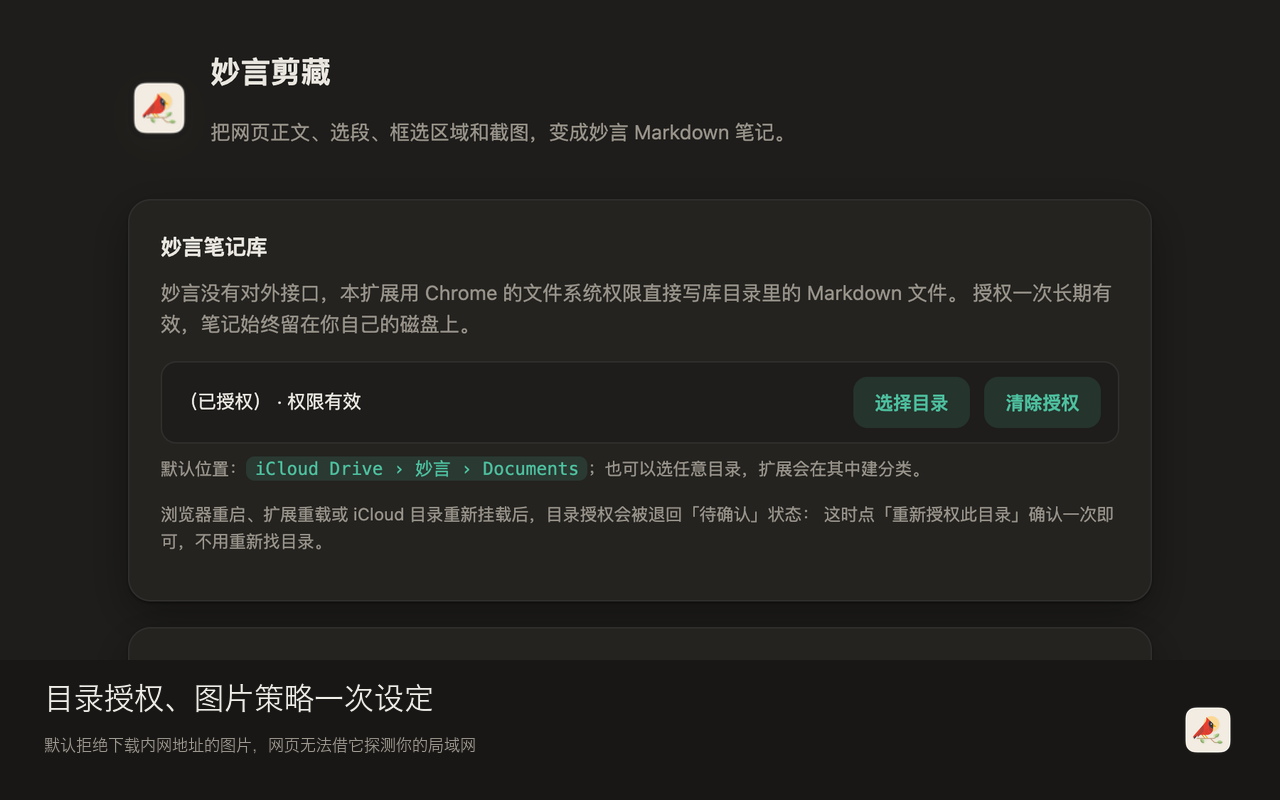 妙言剪藏
把网页正文、选段、框选区域和截图，变成妙言 Markdown 笔记。
妙言笔记库
妙言没有对外接口，本扩展用 Chrome 的文件系统权限直接写库目录里的 Markdown 文件。 授权一次长期有
效，笔记始终留在你自己的磁盘上。
（已授权） · 权限有效
选择目录
清除授权
默认位置： iCloud Drive › 妙言 › Documents ；也可以选任意目录，扩展会在其中建分类。
浏览器重启、扩展重载或 iCloud 目录重新挂载后，目录授权会被退回「待确认」状态： 这时点「重新授权此目录」确认一次即
可，不用重新找目录。
目录授权、图片策略一次设定
默认拒绝下载内网地址的图片，网页无法借它探测你的局域网